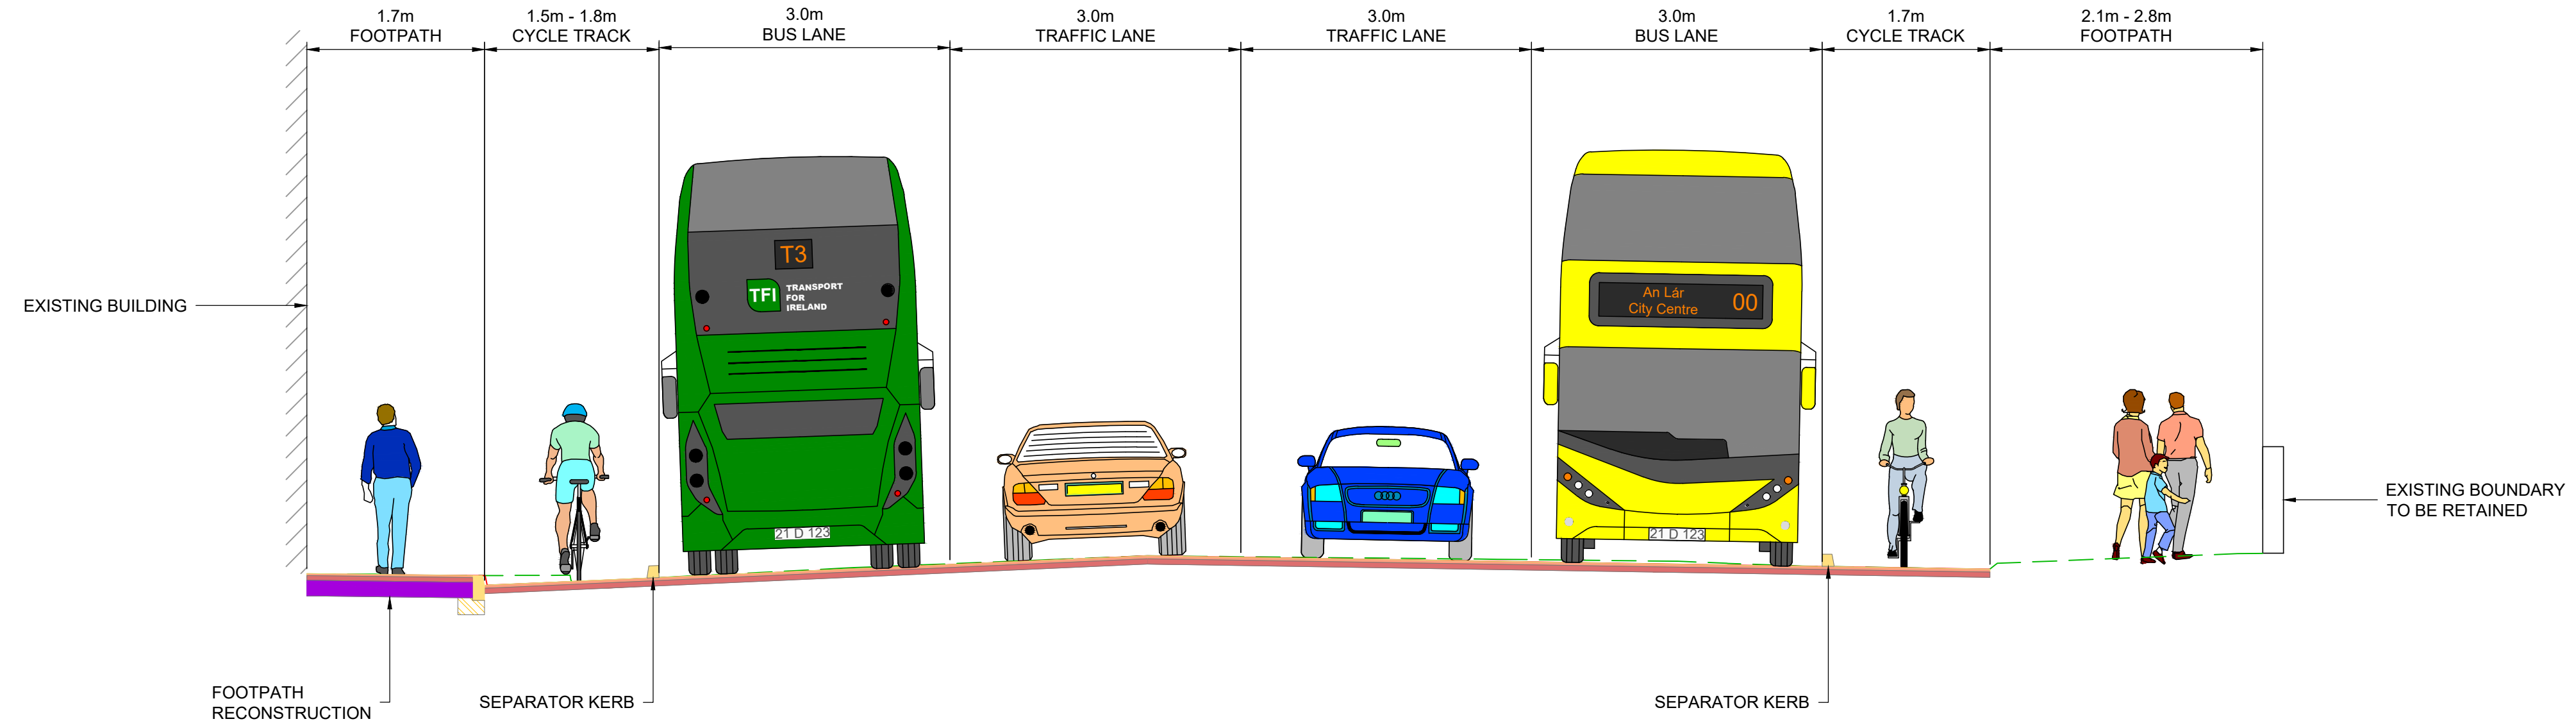 1.7m
FOOTPATH
1.5m - 1.8m
CYCLE TRACK
3.0m
BUS LANE
3.0m
TRAFFIC LANE
3.0m
TRAFFIC LANE
3.0m
BUS LANE
1.7m
CYCLE TRACK
2.1m - 2.8m
FOOTPATH
EXISTING BUILDING
T3
TFI
TRANSPORT
FOR
IRELAND
21 D 123
An Lár
City Centre
00
21 D 123
EXISTING BOUNDARY
TO BE RETAINED
FOOTPATH
RECONSTRUCTION
SEPARATOR KERB
SEPARATOR KERB